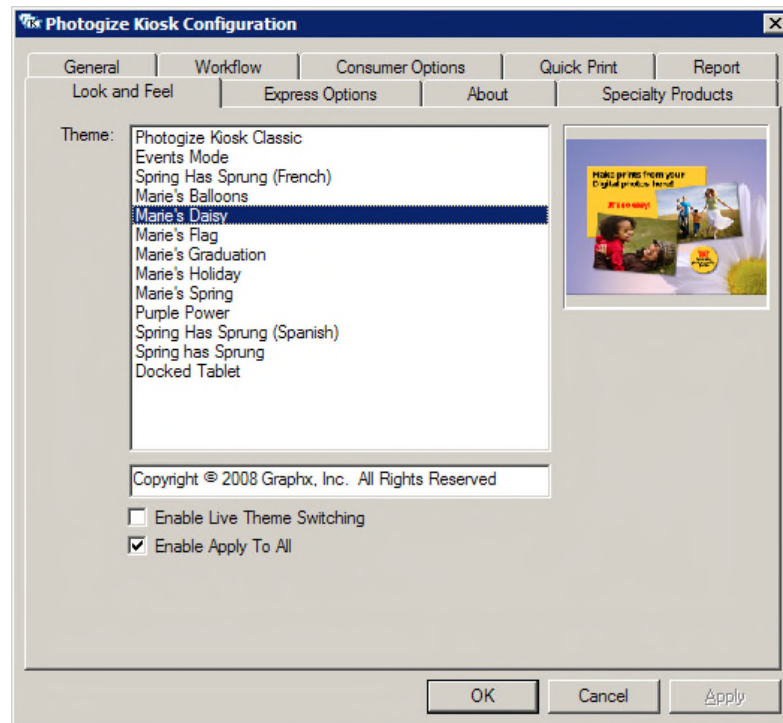 Photogize Kiosk Configuration
General Workflow Consumer Options Quick Print Report
Look and Feel Express Options About Specialty Products
Theme:
Photogize Kiosk Classic
Events Mode
Spring Has Sprung (French)
Marie's Balloons
Marie's Daisy
Marie's Flag
Marie's Graduation
Marie's Holiday
Marie's Spring
Purple Power
Spring Has Sprung (Spanish)
Spring has Sprung
Docked Tablet
Make prints from your
Digital photos here!
It's so easy!
Copyright © 2008 Graphx, Inc. All Rights Reserved
Enable Live Theme Switching
Enable Apply To All
OK Cancel Apply